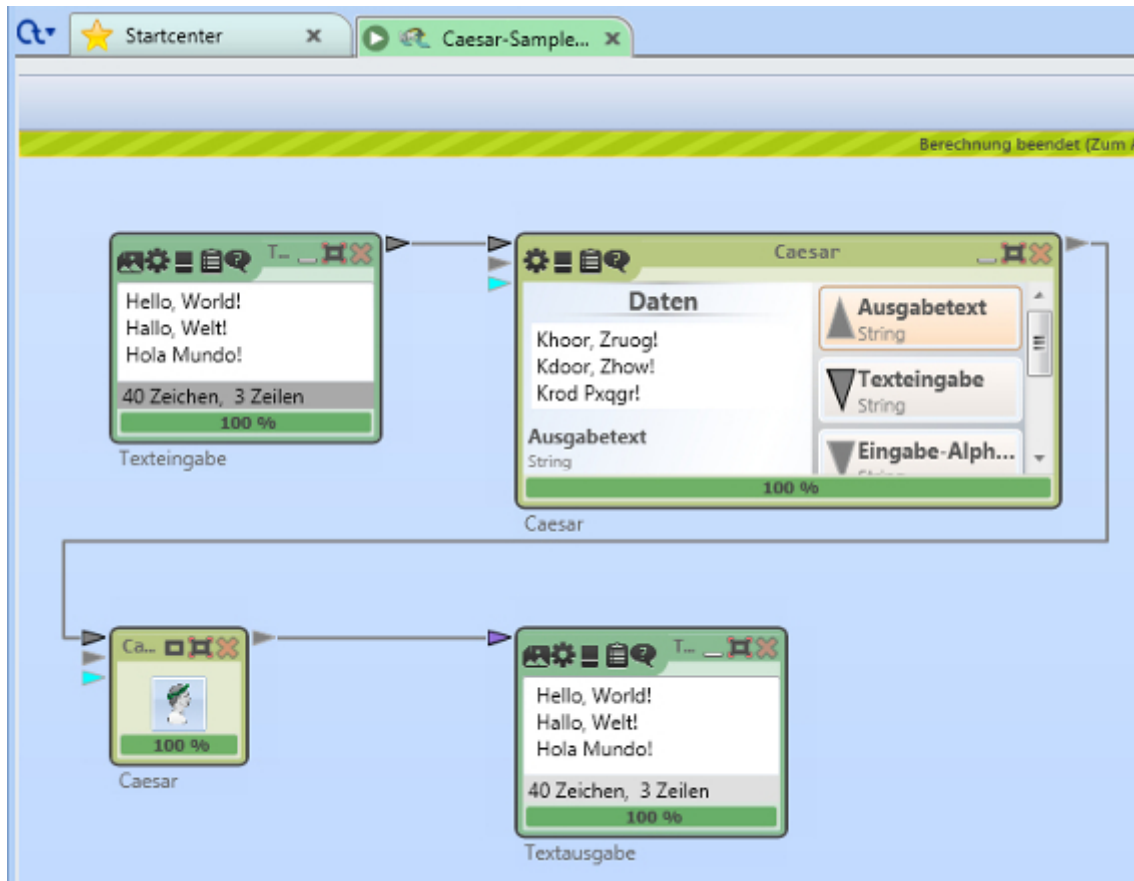 Startcenter
Caesar-Sample...
Berechnung beendet (Zum
T...
Hello, World!
Hallo, Welt!
Hola Mundo!
40 Zeichen, 3 Zeilen
100 %
Texteingabe
Caesar
Daten
Khoor, Zruog!
Kdoor, Zhow!
Krod Pxqgr!
Ausgabetext
String
Ausgabetext
String
Texteingabe
String
Eingabe-Alph...
100 %
Caesar
Ca...
100 %
Caesar
T...
Hello, World!
Hallo, Welt!
Hola Mundo!
40 Zeichen, 3 Zeilen
100 %
Textausgabe